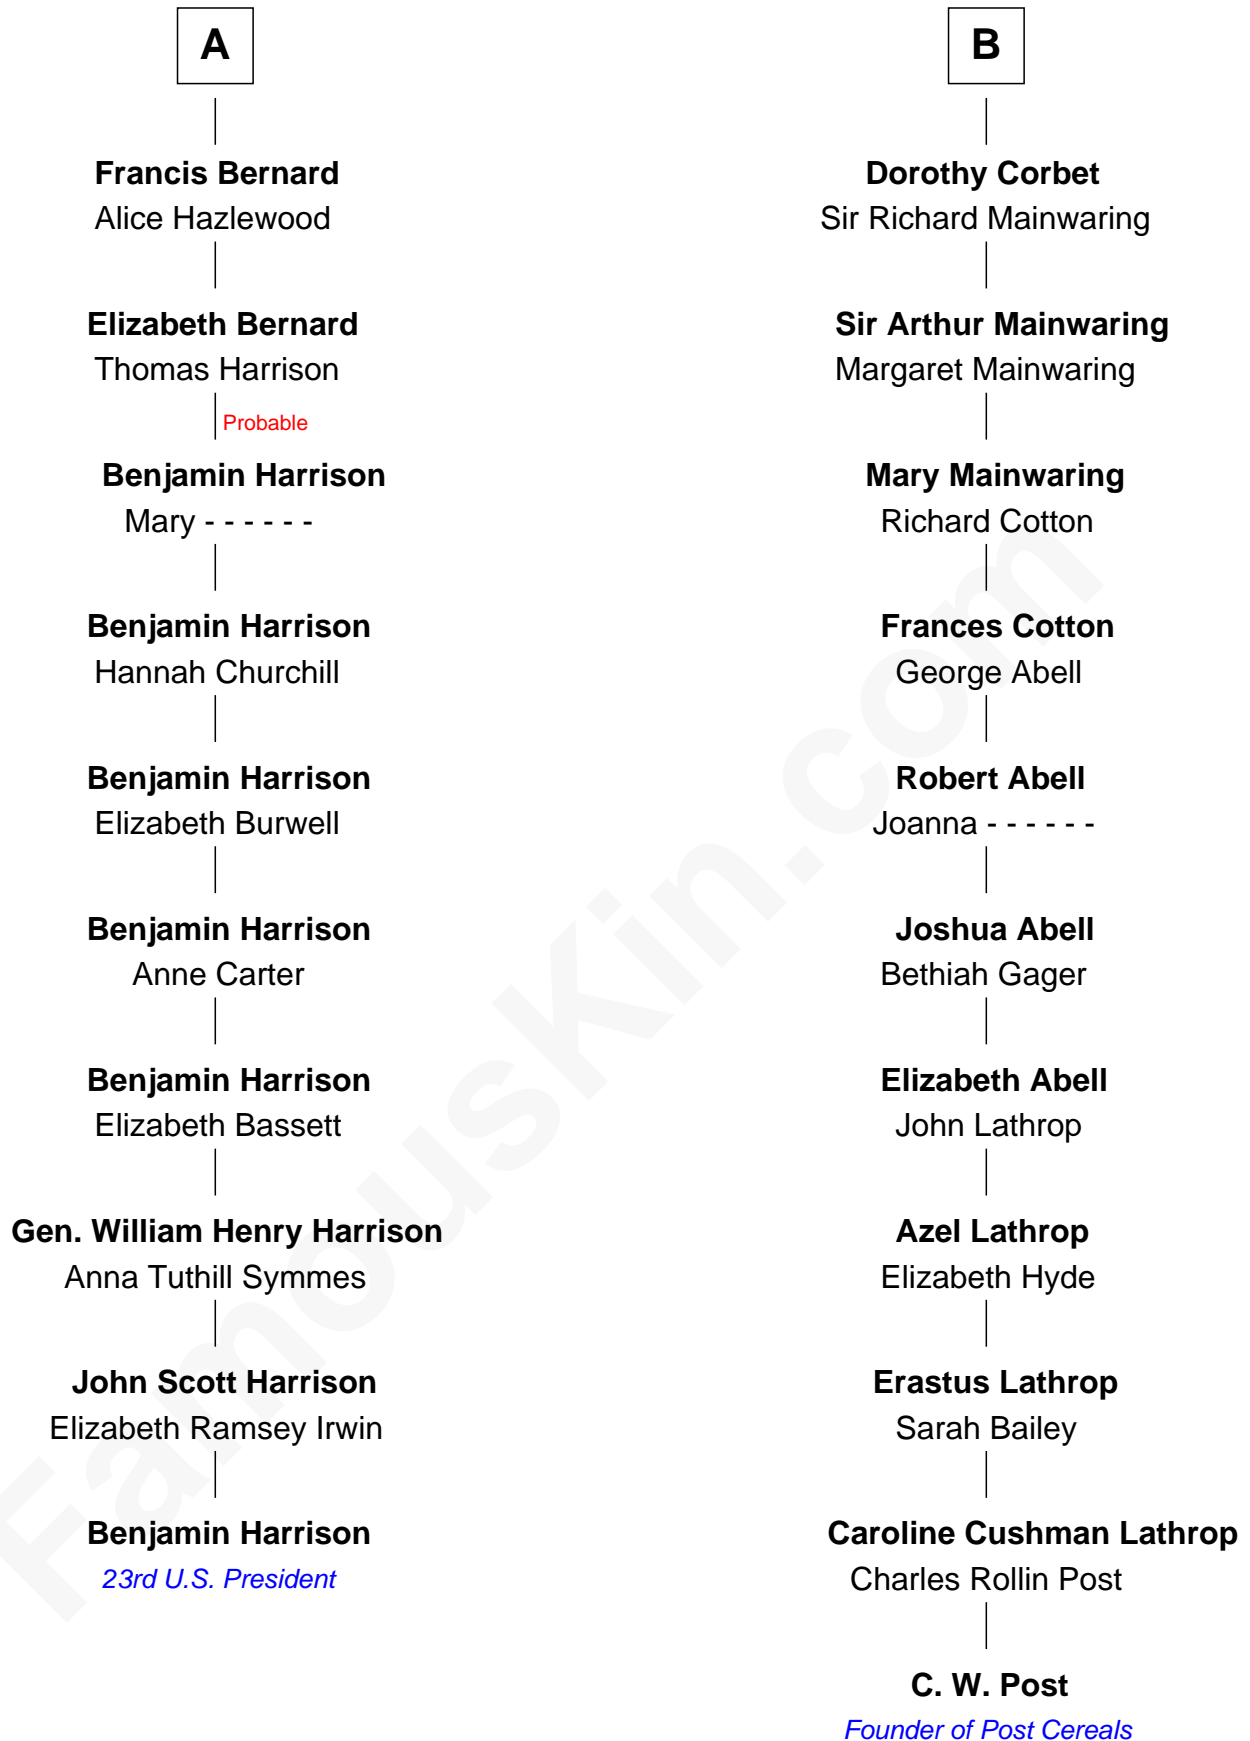 A
Francis Bernard
Alice Hazlewood
Elizabeth Bernard
Thomas Harrison
Probable
Benjamin Harrison
Mary - - - - - -
Benjamin Harrison
Hannah Churchill
Benjamin Harrison
Elizabeth Burwell
Benjamin Harrison
Anne Carter
Benjamin Harrison
Elizabeth Bassett
Gen. William Henry Harrison
Anna Tuthill Symmes
John Scott Harrison
Elizabeth Ramsey Irwin
Benjamin Harrison
23rd U.S. President
B
Dorothy Corbet
Sir Richard Mainwaring
Sir Arthur Mainwaring
Margaret Mainwaring
Mary Mainwaring
Richard Cotton
Frances Cotton
George Abell
Robert Abell
Joanna - - - - - -
Joshua Abell
Bethiah Gager
Elizabeth Abell
John Lathrop
Azel Lathrop
Elizabeth Hyde
Erastus Lathrop
Sarah Bailey
Caroline Cushman Lathrop
Charles Rollin Post
C. W. Post
Founder of Post Cereals
FamousKin.com